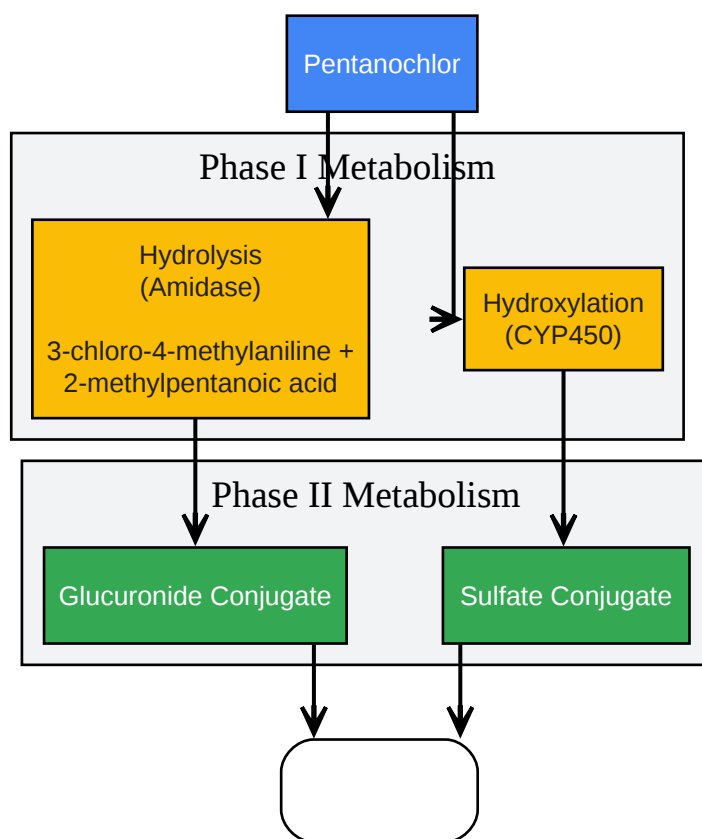 Pentanochlor
Phase I Metabolism
Hydrolysis
(Amidase)
3-chloro-4-methylaniline +
2-methylpentanoic acid
Hydroxylation
(CYP450)
Phase II Metabolism
Glucuronide Conjugate
Sulfate Conjugate